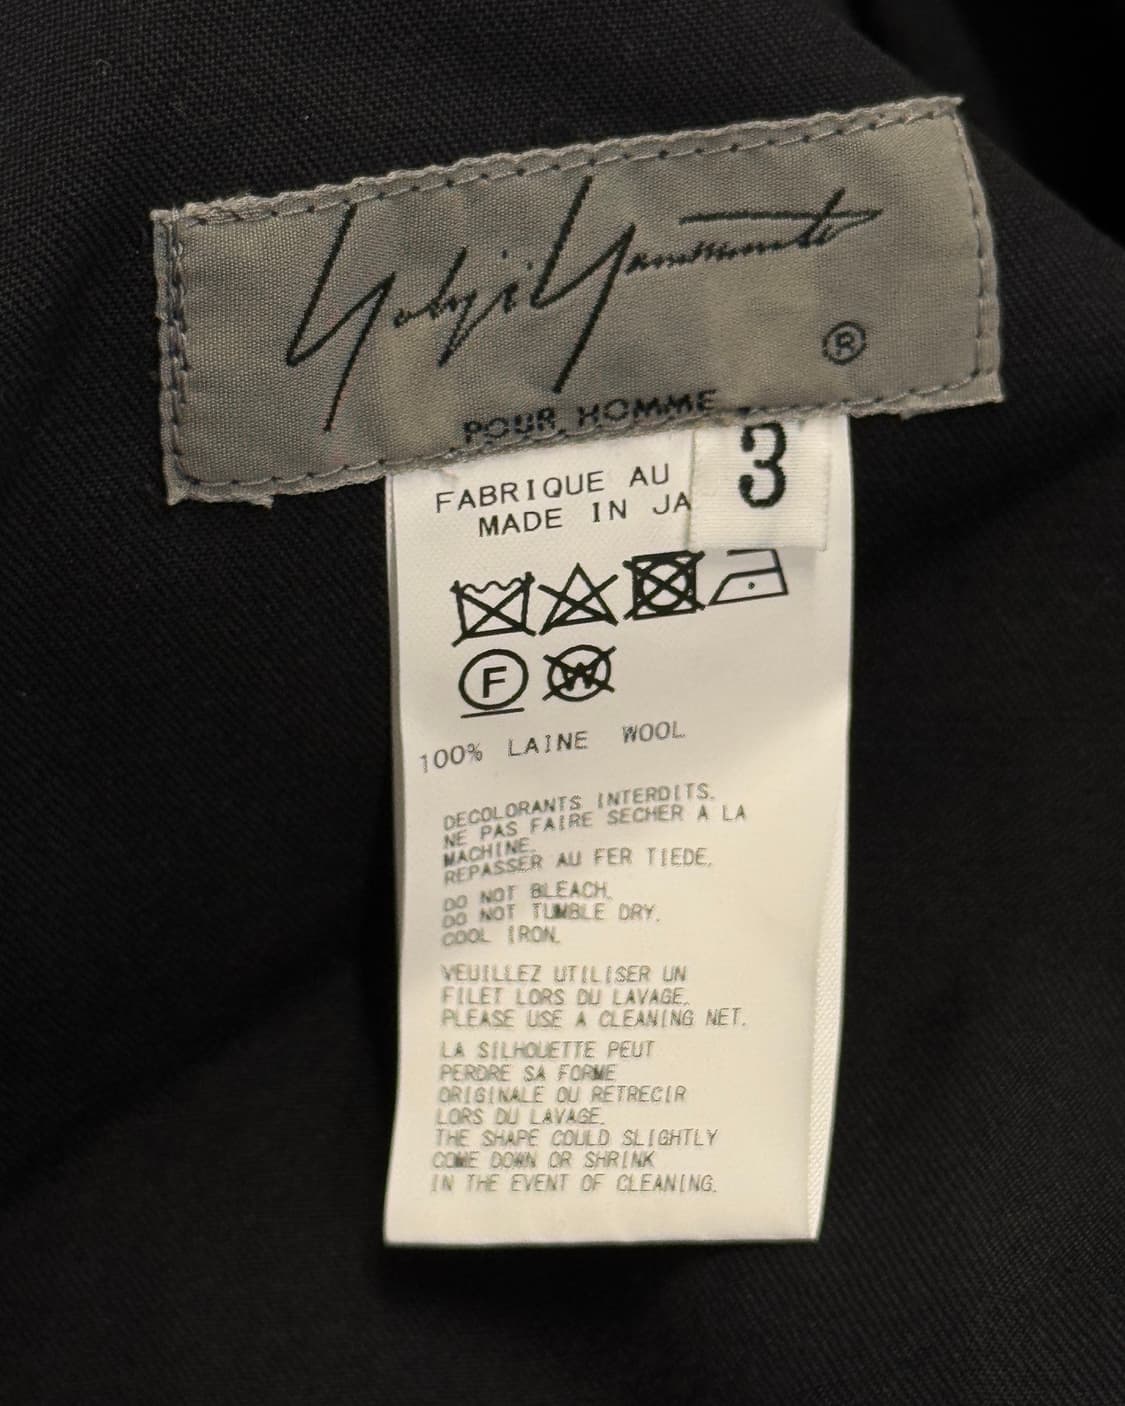 Yohji Yamamoto
®
POUR HOMME
3
FABRIQUE AU
MADE IN JA
F
W
100% LAINE WOOL
DECOLORANTS INTERDITS.
NE PAS FAIRE SECHER A LA
MACHINE.
REPASSER AU FER TIEDE.
DO NOT BLEACH.
DO NOT TUMBLE DRY.
COOL IRON.
VEUILLEZ UTILISER UN
FILET LORS DU LAVAGE.
PLEASE USE A CLEANING NET.
LA SILHOUETTE PEUT
PERDRE SA FORME
ORIGINALE OU RETRECIR
LORS DU LAVAGE.
THE SHAPE COULD SLIGHTLY
COME DOWN OR SHRINK
IN THE EVENT OF CLEANING.